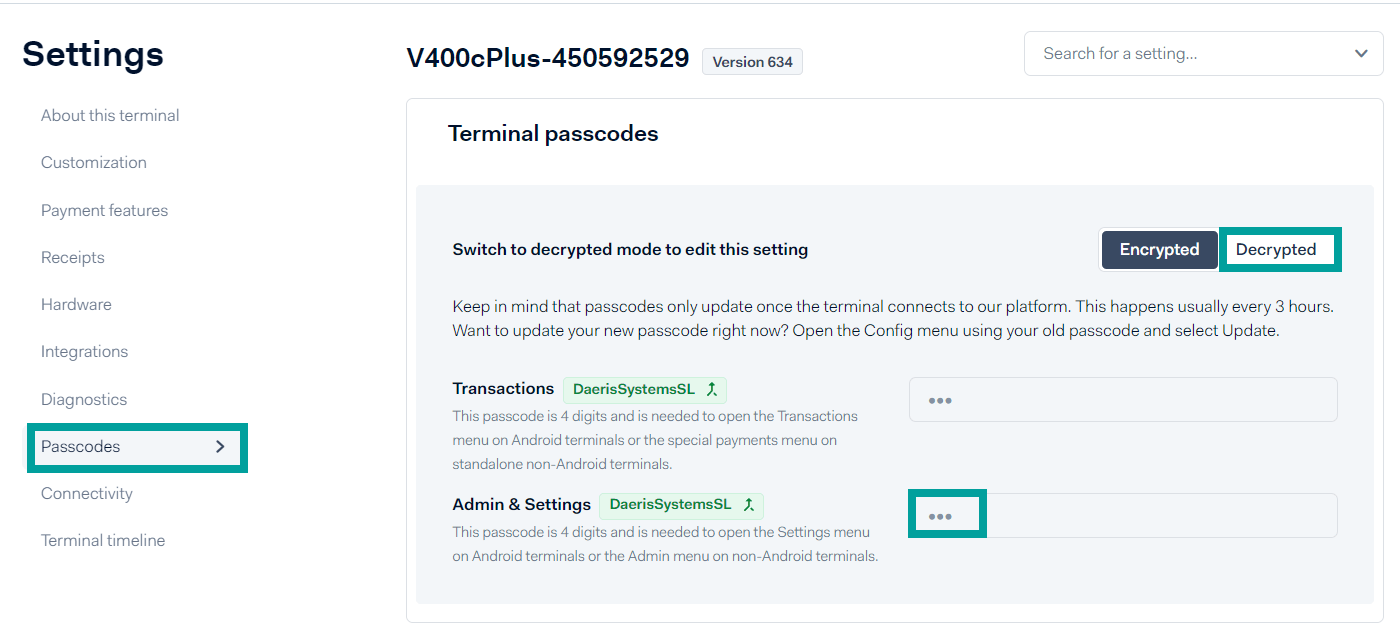 Settings
About this terminal
Customization
Payment features
Receipts
Hardware
Integrations
Diagnostics
Passcodes
Connectivity
Terminal timeline
V400cPlus-450592529 Version 634
Search for a setting...
Terminal passcodes
Switch to decrypted mode to edit this setting
Encrypted Decrypted
Keep in mind that passcodes only update once the terminal connects to our platform. This happens usually every 3 hours.
Want to update your new passcode right now? Open the Config menu using your old passcode and select Update.
Transactions DaerisSystemsSL
This passcode is 4 digits and is needed to open the Transactions
menu on Android terminals or the special payments menu on
standalone non-Android terminals.
•••
Admin & Settings DaerisSystemsSL
This passcode is 4 digits and is needed to open the Settings menu
on Android terminals or the Admin menu on non-Android terminals.
•••